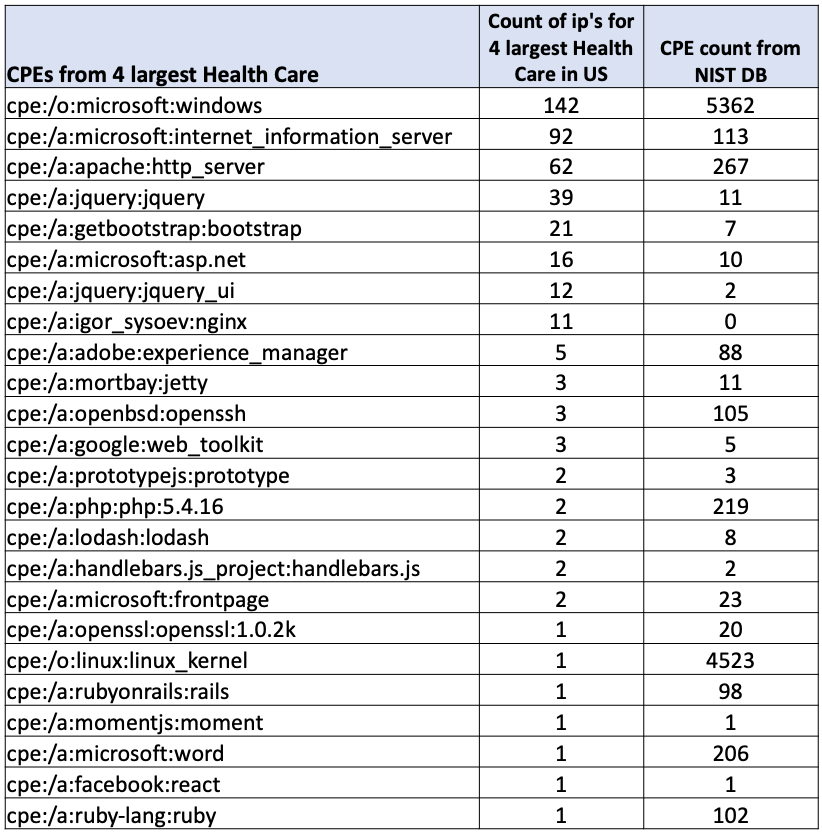 CPEs from 4 largest Health Care Count of ip's for 4 largest Health Care in US CPE count from NIST DB
cpe:/o:microsoft:windows 142 5362
cpe:/a:microsoft:internet_information_server 92 113
cpe:/a:apache:http_server 62 267
cpe:/a:jquery:jquery 39 11
cpe:/a:getbootstrap:bootstrap 21 7
cpe:/a:microsoft:asp.net 16 10
cpe:/a:jquery:jquery_ui 12 2
cpe:/a:igor_sysoev:nginx 11 0
cpe:/a:adobe:experience_manager 5 88
cpe:/a:mortbay:jetty 3 11
cpe:/a:openbsd:openssh 3 105
cpe:/a:google:web_toolkit 3 5
cpe:/a:prototypejs:prototype 2 3
cpe:/a:php:php:5.4.16 2 219
cpe:/a:lodash:lodash 2 8
cpe:/a:handlebars.js_project:handlebars.js 2 2
cpe:/a:microsoft:frontpage 2 23
cpe:/a:openssl:openssl:1.0.2k 1 20
cpe:/o:linux:linux_kernel 1 4523
cpe:/a:rubyonrails:rails 1 98
cpe:/a:momentjs:moment 1 1
cpe:/a:microsoft:word 1 206
cpe:/a:facebook:react 1 1
cpe:/a:ruby-lang:ruby 1 102